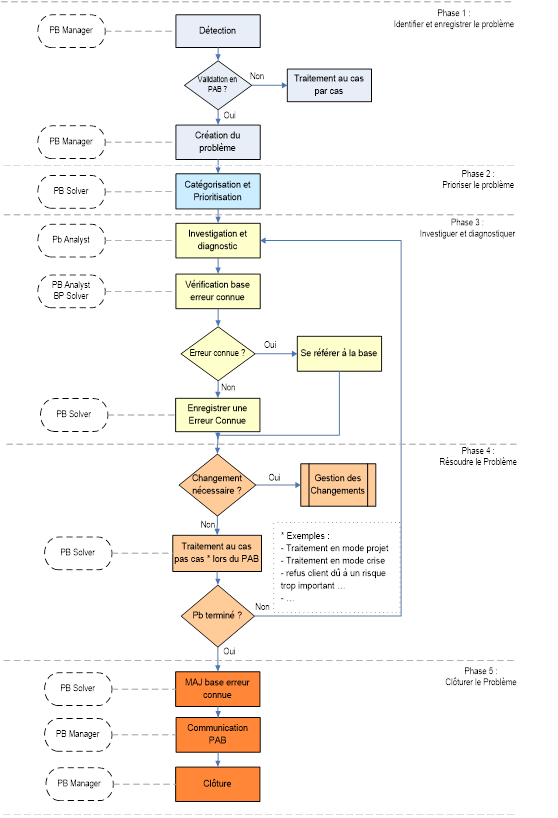 Phase 1 :
Identifier et enregistrer le problème
PB Manager
Détection
Validation en
PAB ?
Non
Traitement au cas
par cas
Oui
PB Manager
Création du
problème
Phase 2 :
Prioriser le problème
PB Solver
Catégorisation et
Prioritisation
Phase 3 :
Investiguer et diagnostiquer
Pb Analyst
Investigation et
diagnostic
PB Analyst
BP Solver
Vérification base
erreur connue
Erreur connue ?
Oui
Se référer à la base
Non
PB Solver
Enregistrer une
Erreur Connue
Phase 4 :
Résoudre le Problème
Changement
nécessaire ?
Oui
Gestion des
Changements
Non
PB Solver
Traitement au cas
pas cas * lors du PAB
* Exemples :
- Traitement en mode projet
- Traitement en mode crise
- refus client dû à un risque
trop important ...
- ...
Pb terminé ?
Non
Oui
Phase 5 :
Clôturer le Problème
PB Solver
MAJ base erreur
connue
PB Manager
Communication
PAB
PB Manager
Clôture